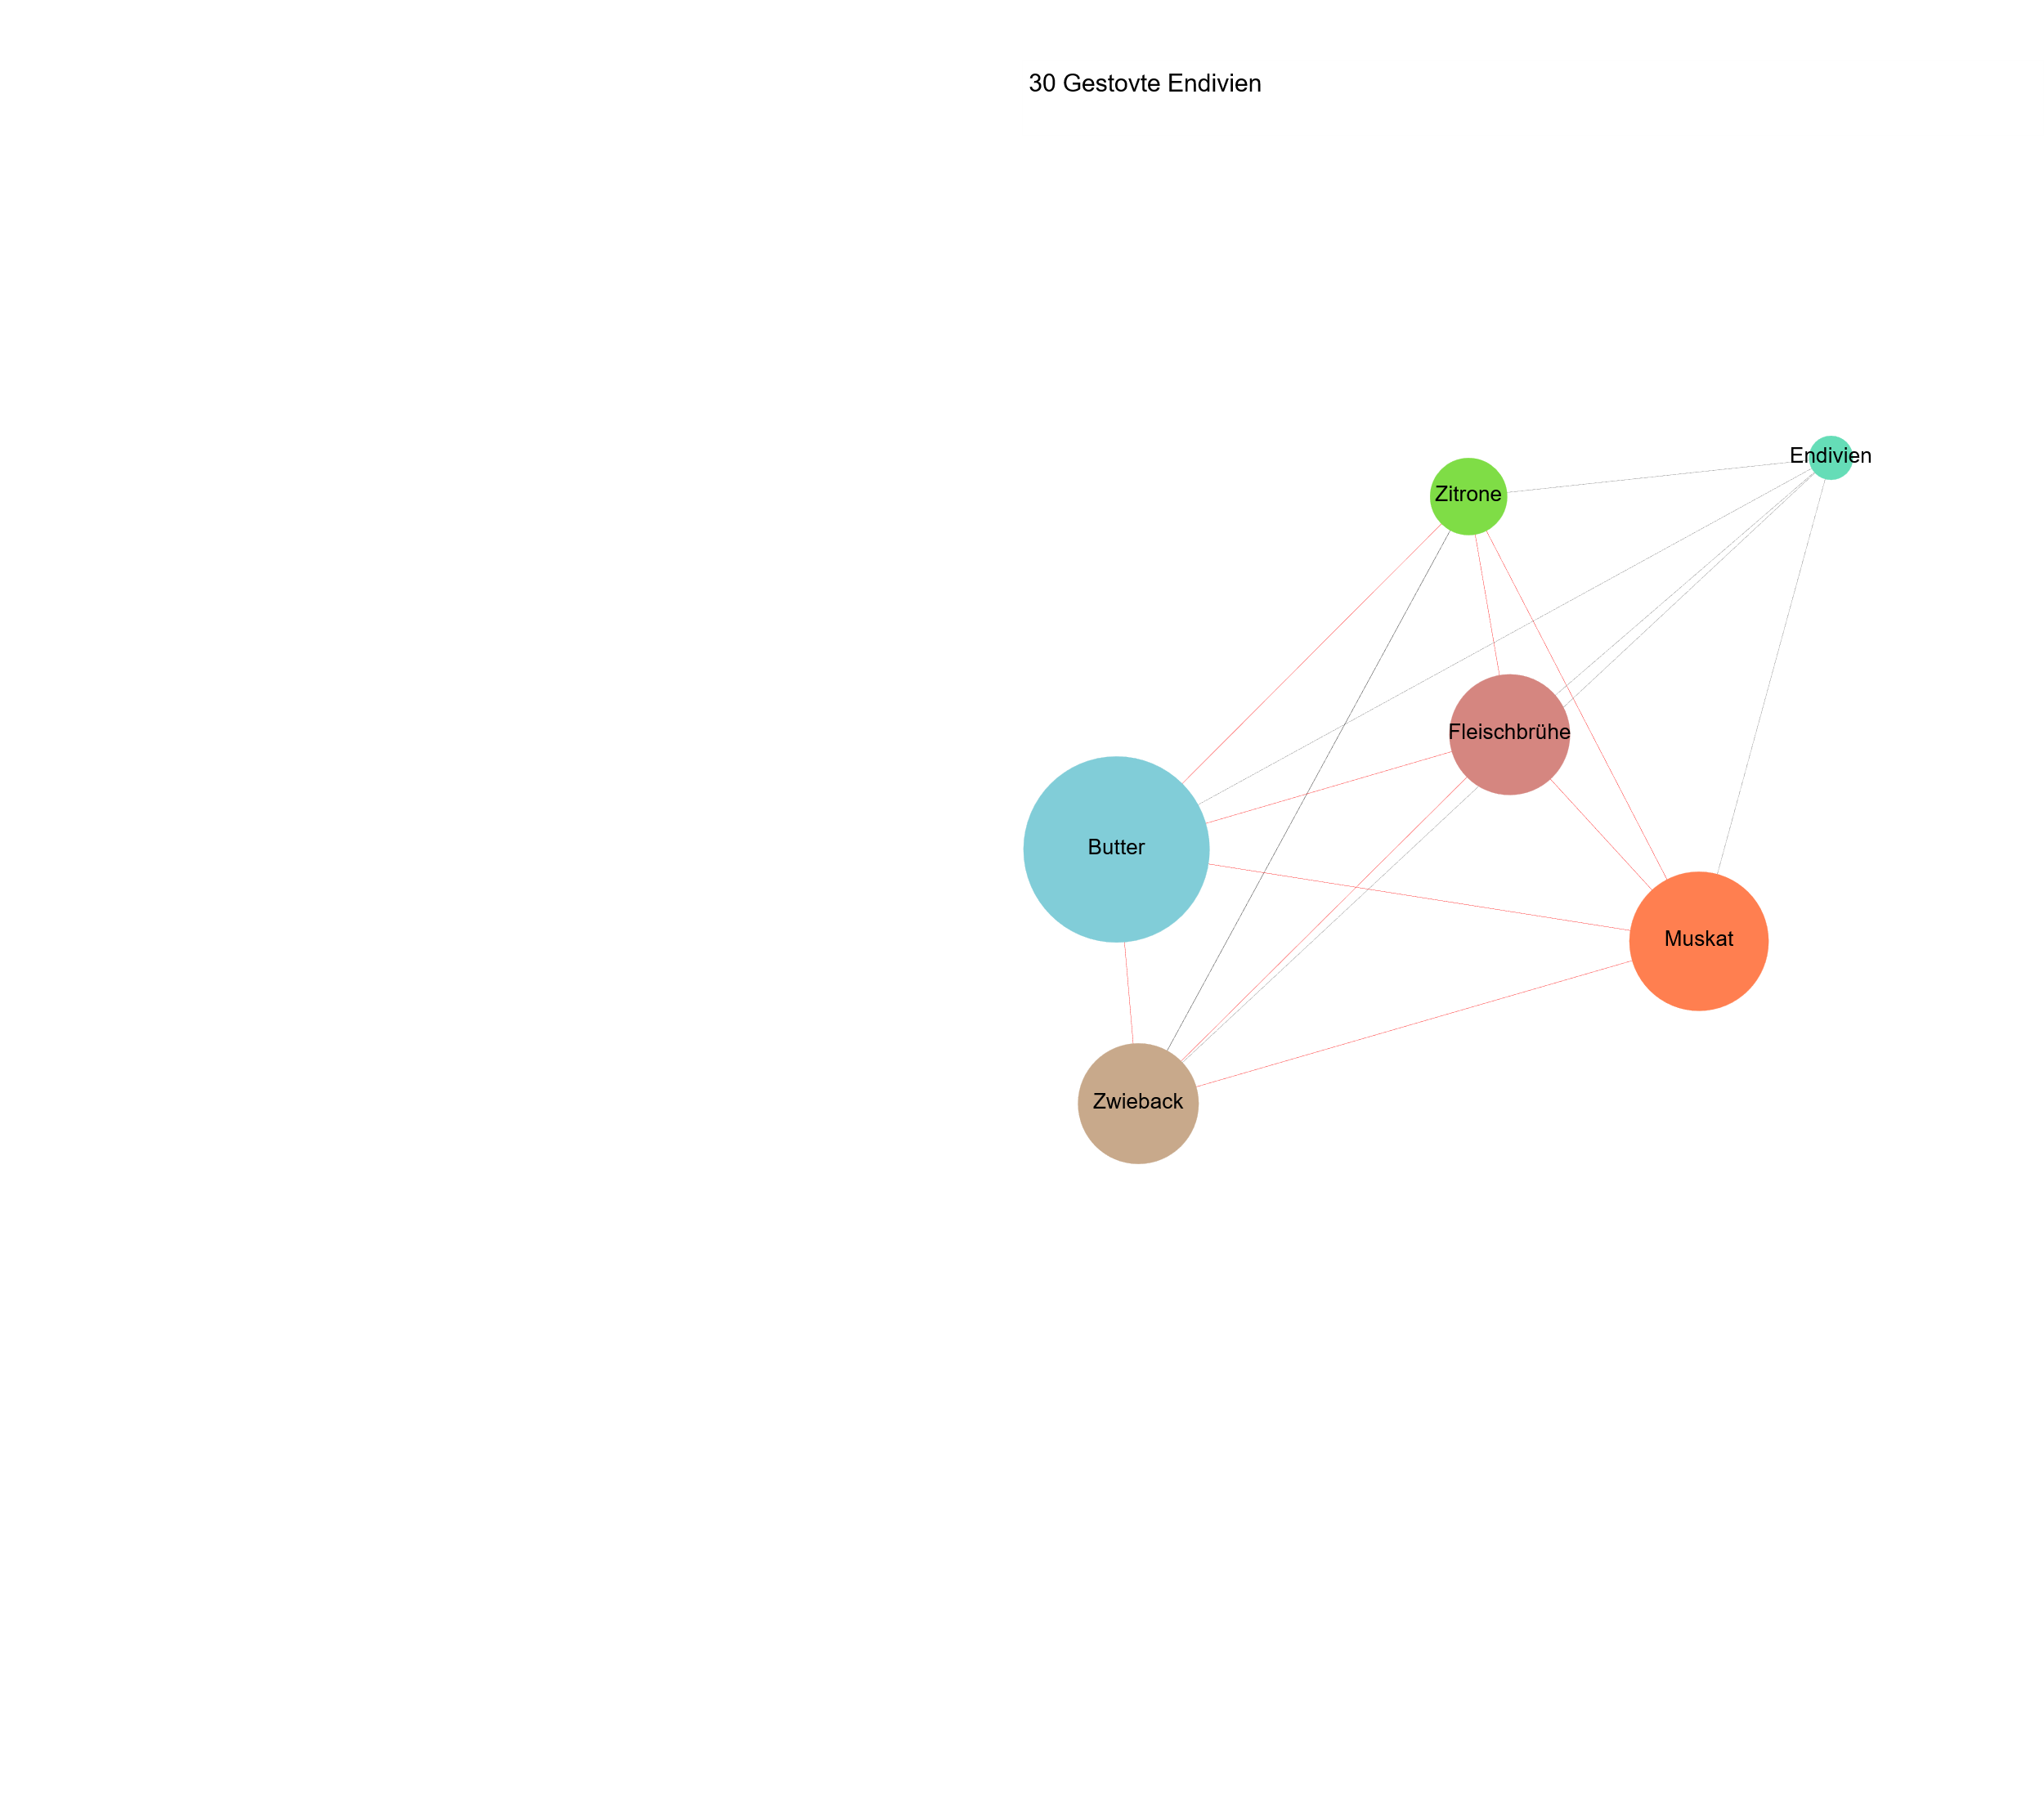 30 Gestovte Endivien
Endivien
Zitrone
Fleischbrühe
Butter
Muskat
Zwieback